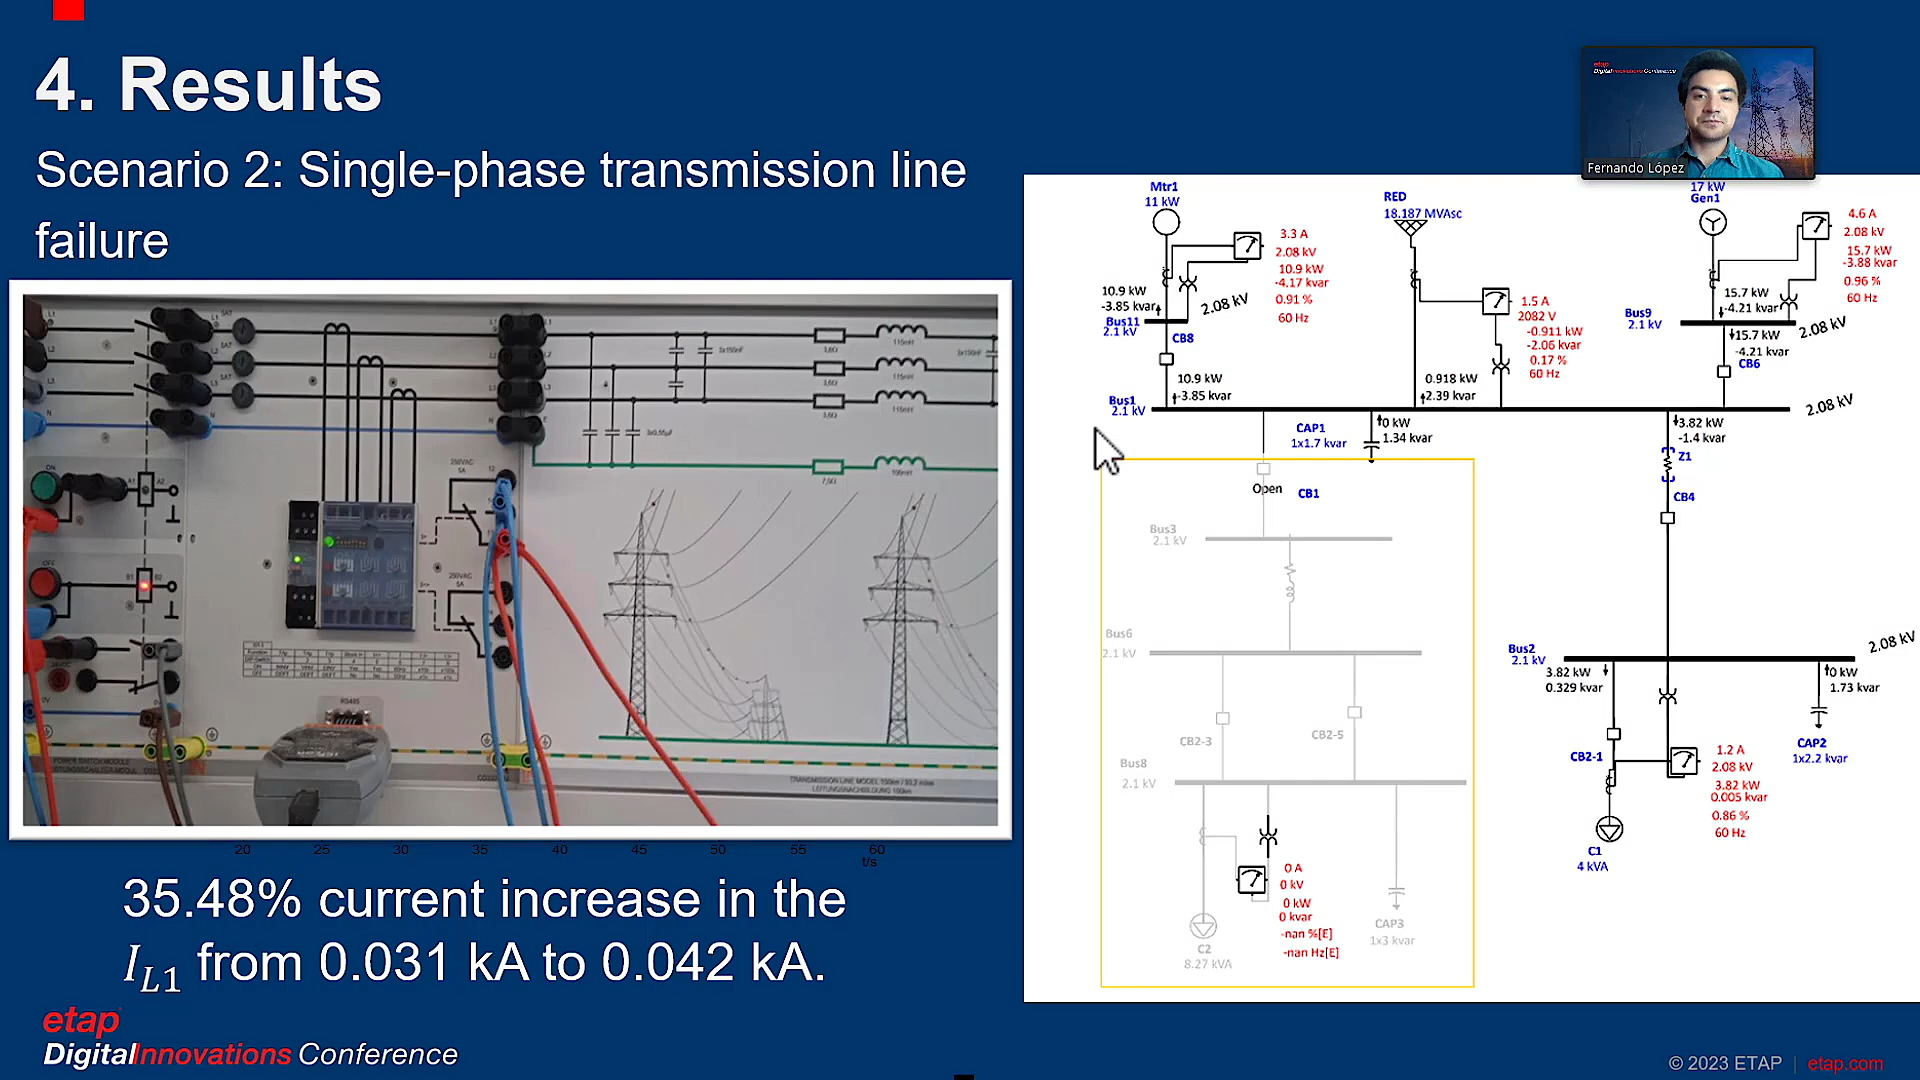 4. Results
Scenario 2: Single-phase transmission line
failure
20 25 30 35 40 45 50 55 60
t/s
35.48% current increase in the
I_L1 from 0.031 kA to 0.042 kA.
etap
DigitalInnovations Conference
Fernando López
Mtr1
11 kW
3.3 A
2.08 kV
10.9 kW
-4.17 kvar
0.91 %
60 Hz
10.9 kW
-3.85 kvar
2.08 kV
Bus11
2.1 kV
CB8
10.9 kW
-3.85 kvar
RED
18.187 MVAsc
1.5 A
2082 V
-0.911 kW
-2.06 kvar
0.17 %
60 Hz
0.918 kW
2.39 kvar
17 kW
Gen1
4.6 A
2.08 kV
15.7 kW
-3.88 kvar
0.96 %
60 Hz
15.7 kW
-4.21 kvar
Bus9
2.1 kV
2.08 kV
15.7 kW
-4.21 kvar
CB6
Bus1
2.1 kV
2.08 kV
CAP1
1x1.7 kvar
0 kW
1.34 kvar
3.82 kW
-1.4 kvar
Z1
CB4
Open
CB1
Bus3
2.1 kV
Bus6
2.1 kV
CB2-3
CB2-5
Bus8
2.1 kV
0 A
0 kV
0 kW
0 kvar
-nan %[E]
-nan Hz[E]
C2
8.27 kVA
CAP3
1x3 kvar
Bus2
2.1 kV
2.08 kV
3.82 kW
0.329 kvar
0 kW
1.73 kvar
CB2-1
1.2 A
2.08 kV
3.82 kW
0.005 kvar
0.86 %
60 Hz
CAP2
1x2.2 kvar
C1
4 kVA
RS485
© 2023 ETAP | etap.com